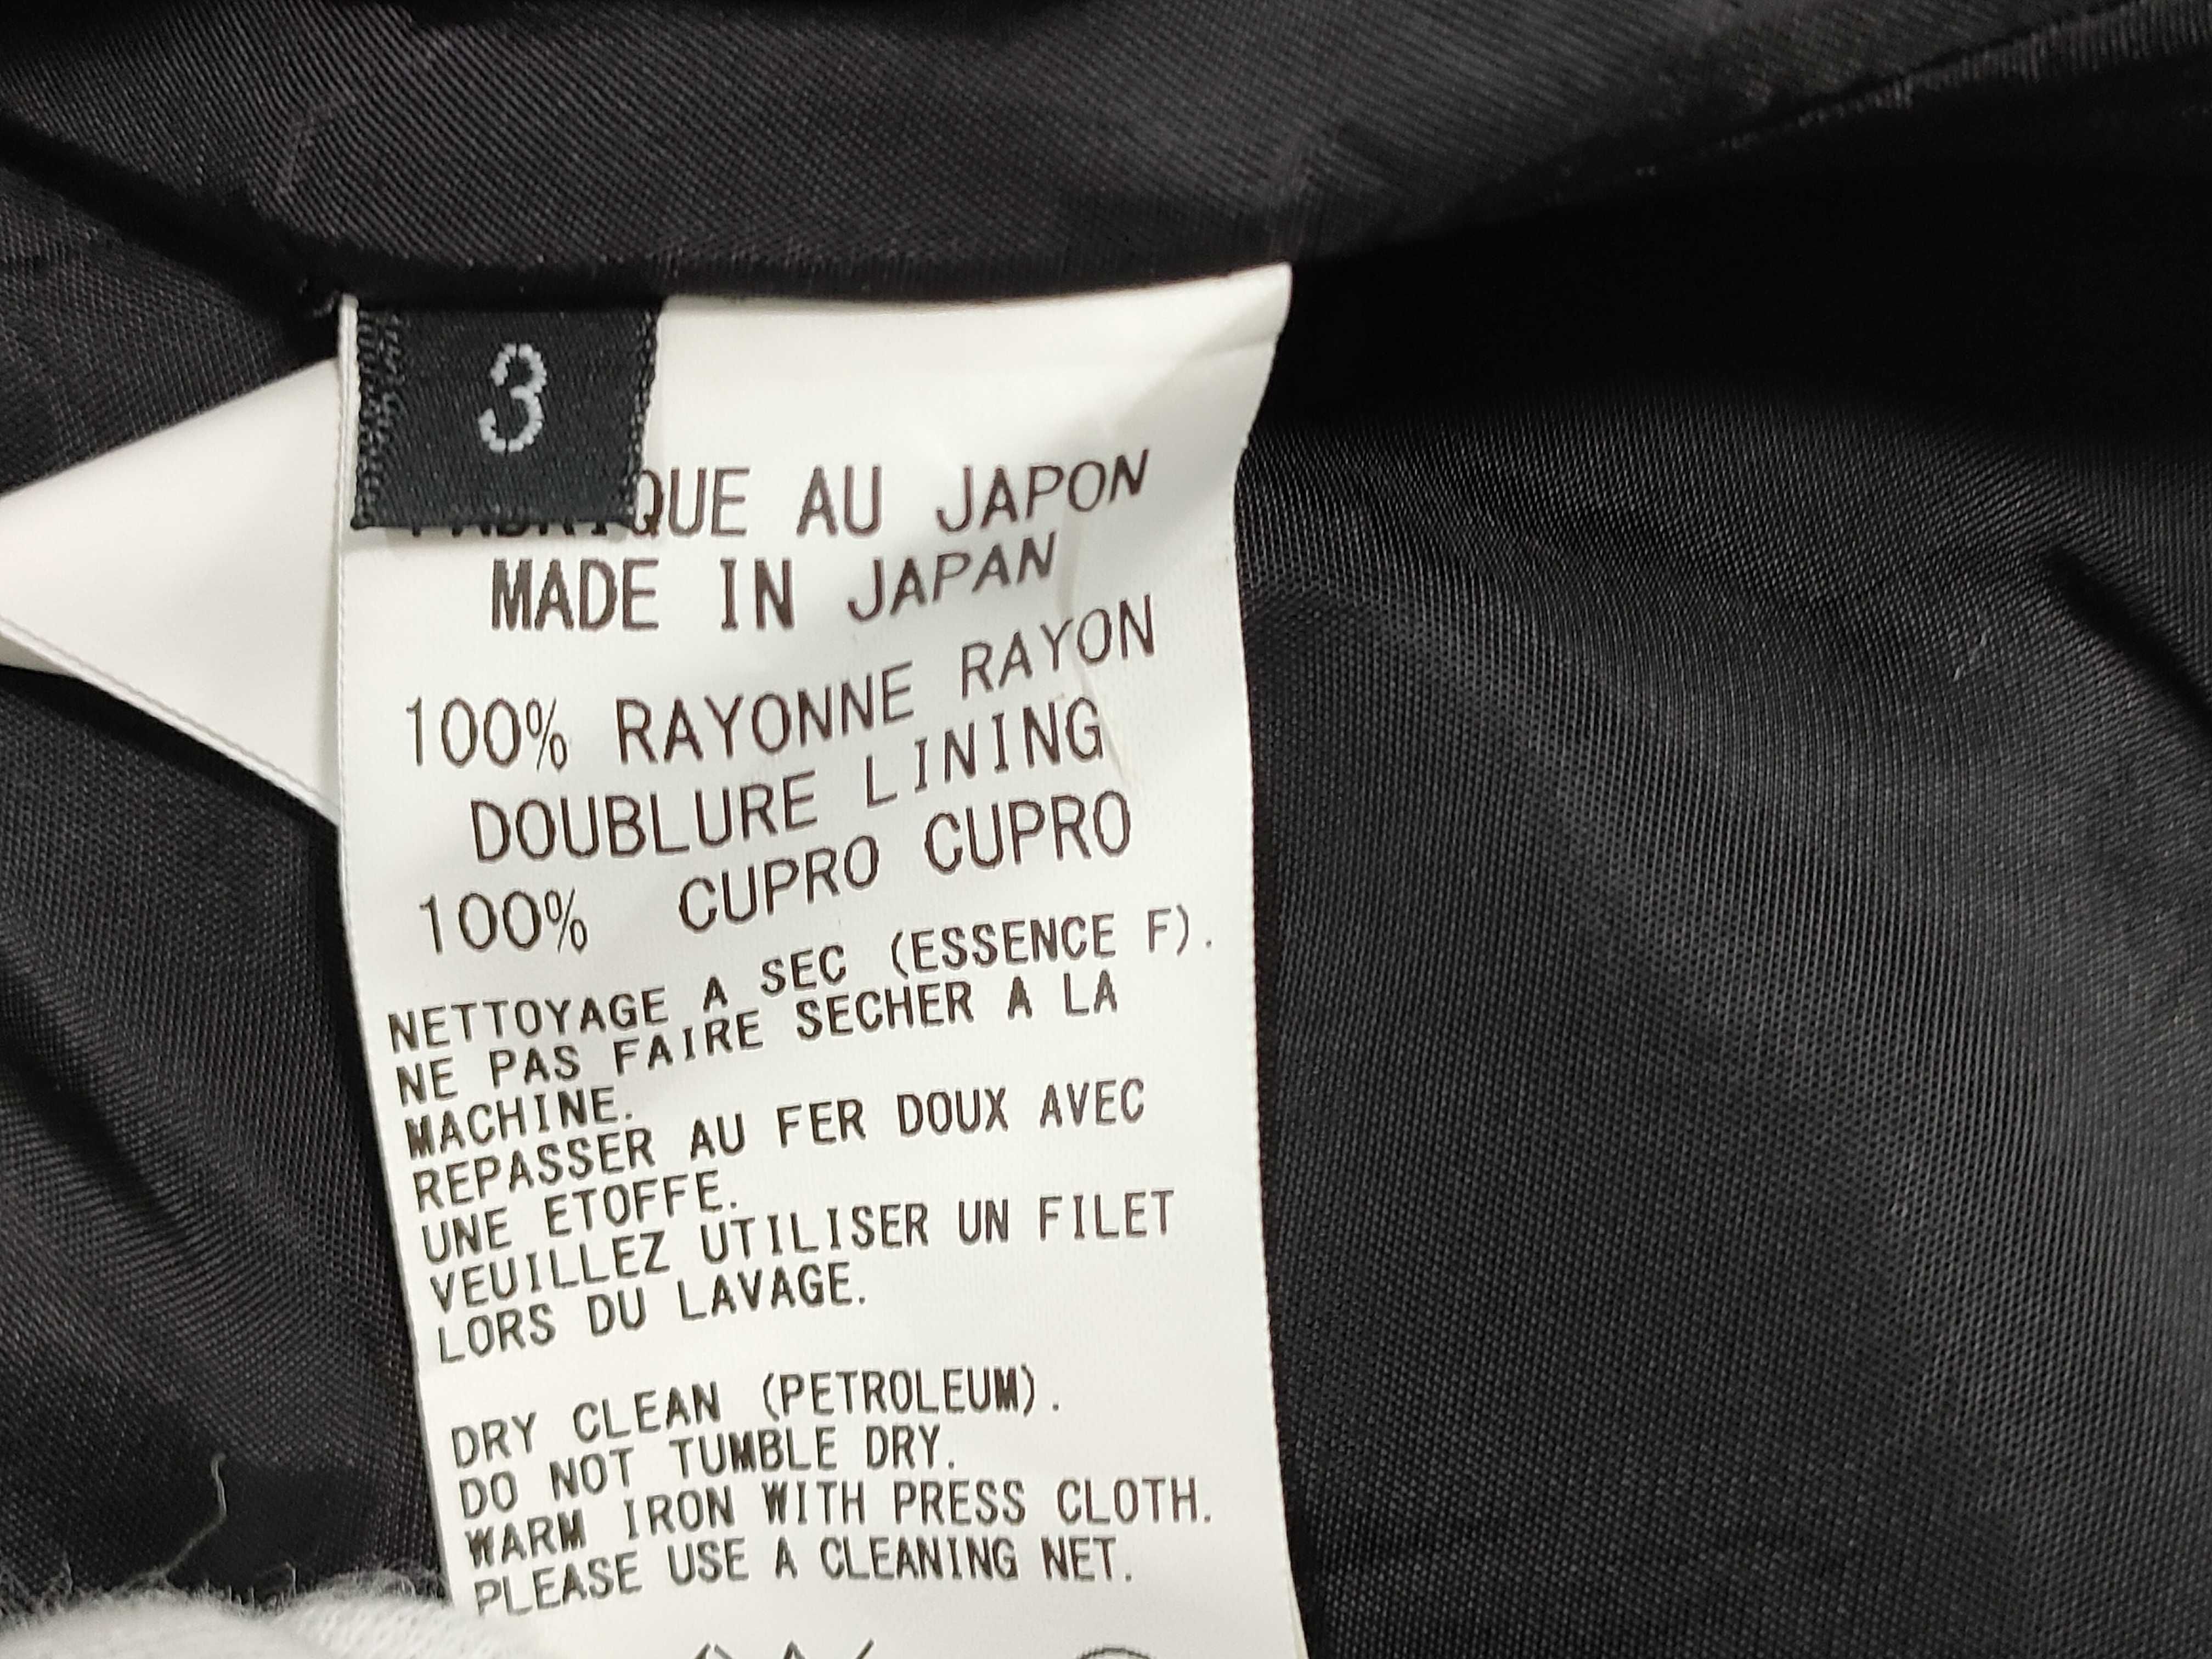 3
QUE AU JAPON
MADE IN JAPAN
100% RAYONNE RAYON
DOUBLURE LINING
100% CUPRO CUPRO
NETTOYAGE A SEC (ESSENCE F).
NE PAS FAIRE SECHER A LA
MACHINE.
REPASSER AU FER DOUX AVEC
UNE ETOFFE.
VEUILLEZ UTILISER UN FILET
LORS DU LAVAGE.
DRY CLEAN (PETROLEUM).
DO NOT TUMBLE DRY.
WARM IRON WITH PRESS CLOTH.
PLEASE USE A CLEANING NET.